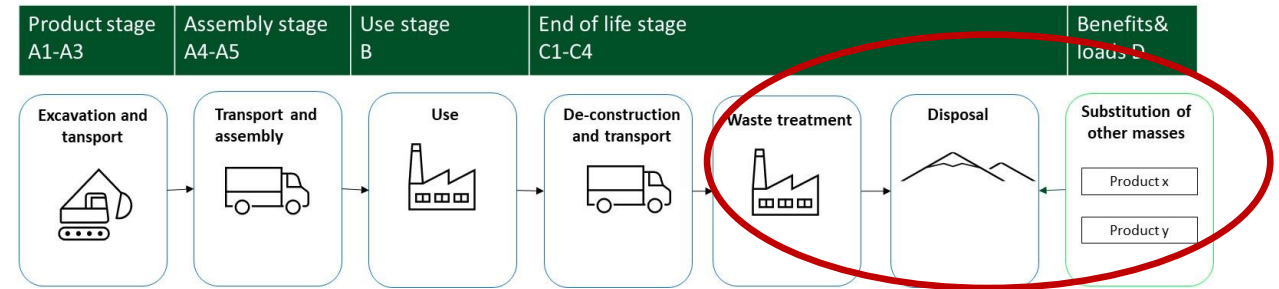 Product stage
A1-A3
Assembly stage
A4-A5
Use stage
B
End of life stage
C1-C4
Benefits&
loads D
Excavation and
tansport
Transport and
assembly
Use
De-construction
and transport
Waste treatment
Disposal
Substitution of
other masses
Product x
Product y